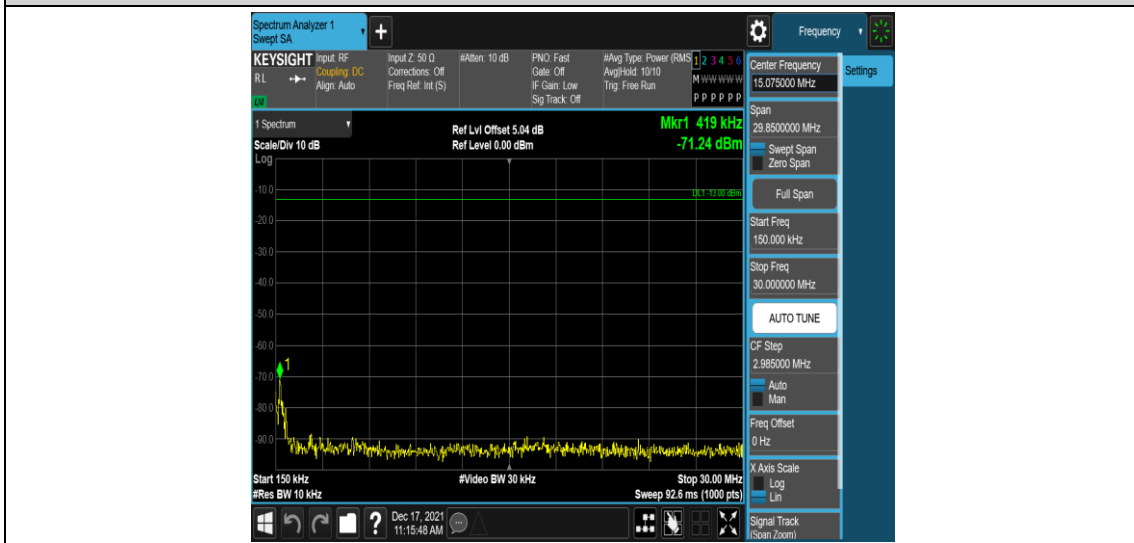 Spectrum Analyzer 1
Swept SA
+
Frequency
KEYSIGHT
RL
Input: RF
Coupling: DC
Align: Auto
Input Z: 50 Ω
Corrections: Off
Freq Ref: Int (S)
#Atten: 10 dB
PNO: Fast
Gate: Off
IF Gain: Low
Sig Track: Off
#Avg Type: Power (RMS
Avg|Hold: 10/10
Trig: Free Run
1 2 3 4 5 6
M W W W W W
P P P P P P
Center Frequency
15.075000 MHz
Settings
1 Spectrum
Scale/Div 10 dB
Log
Ref Lvl Offset 5.04 dB
Ref Level 0.00 dBm
Mkr1 419 kHz
-71.24 dBm
Span
29.8500000 MHz
Swept Span
Zero Span
Full Span
Start Freq
150.000 kHz
Stop Freq
30.000000 MHz
AUTO TUNE
CF Step
2.985000 MHz
Auto
Man
Freq Offset
0 Hz
X Axis Scale
Log
Lin
Signal Track
(Span Zoom)
DL1 -13.00 dBm
-10.0
-20.0
-30.0
-40.0
-50.0
-60.0
1
-70.0
-80.0
-90.0
Start 150 kHz
#Video BW 30 kHz
Stop 30.00 MHz
#Res BW 10 kHz
Sweep 92.6 ms (1000 pts)
?
Dec 17, 2021
11:15:48 AM